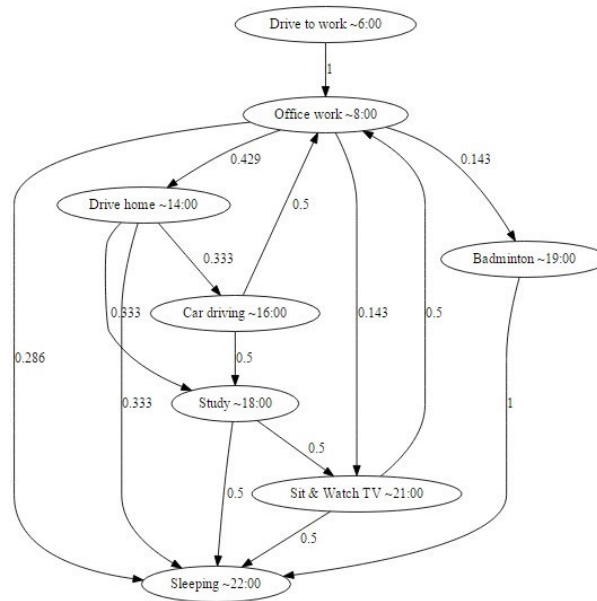 Drive to work ~6:00
1
Office work ~8:00
0.429
0.143
Drive home ~14:00
0.5
0.333
Badminton ~19:00
Car driving ~16:00
0.333
0.143
0.5
0.286
0.5
Study ~18:00
0.333
1
0.5
0.5
Sit & Watch TV ~21:00
0.5
Sleeping ~22:00